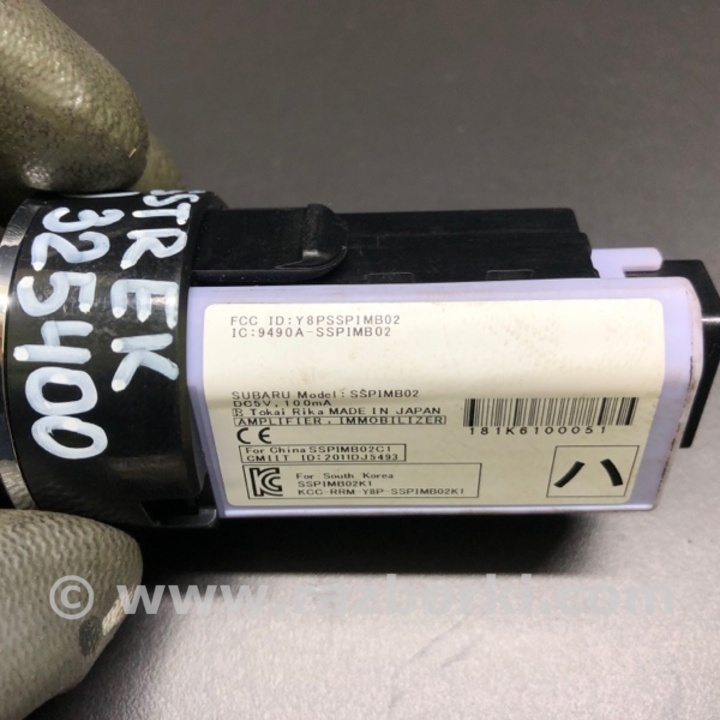 STREK
325400
FCC ID:Y8PSSPIMB02
IC:9490A-SSPIMB02
SUBARU Model:SSPIMB02
DC5V, 100mA
Tokai Rika MADE IN JAPAN
AMPLIFIER, IMMOBILIZER
CE
181K6100051
For China SSPIMB02C1
CMIIT ID:2011DJ5493
ハ
For South Korea
SSPIMB02K1
KCC-RRM-Y8P-SSPIMB02K1
© www.razborki.com